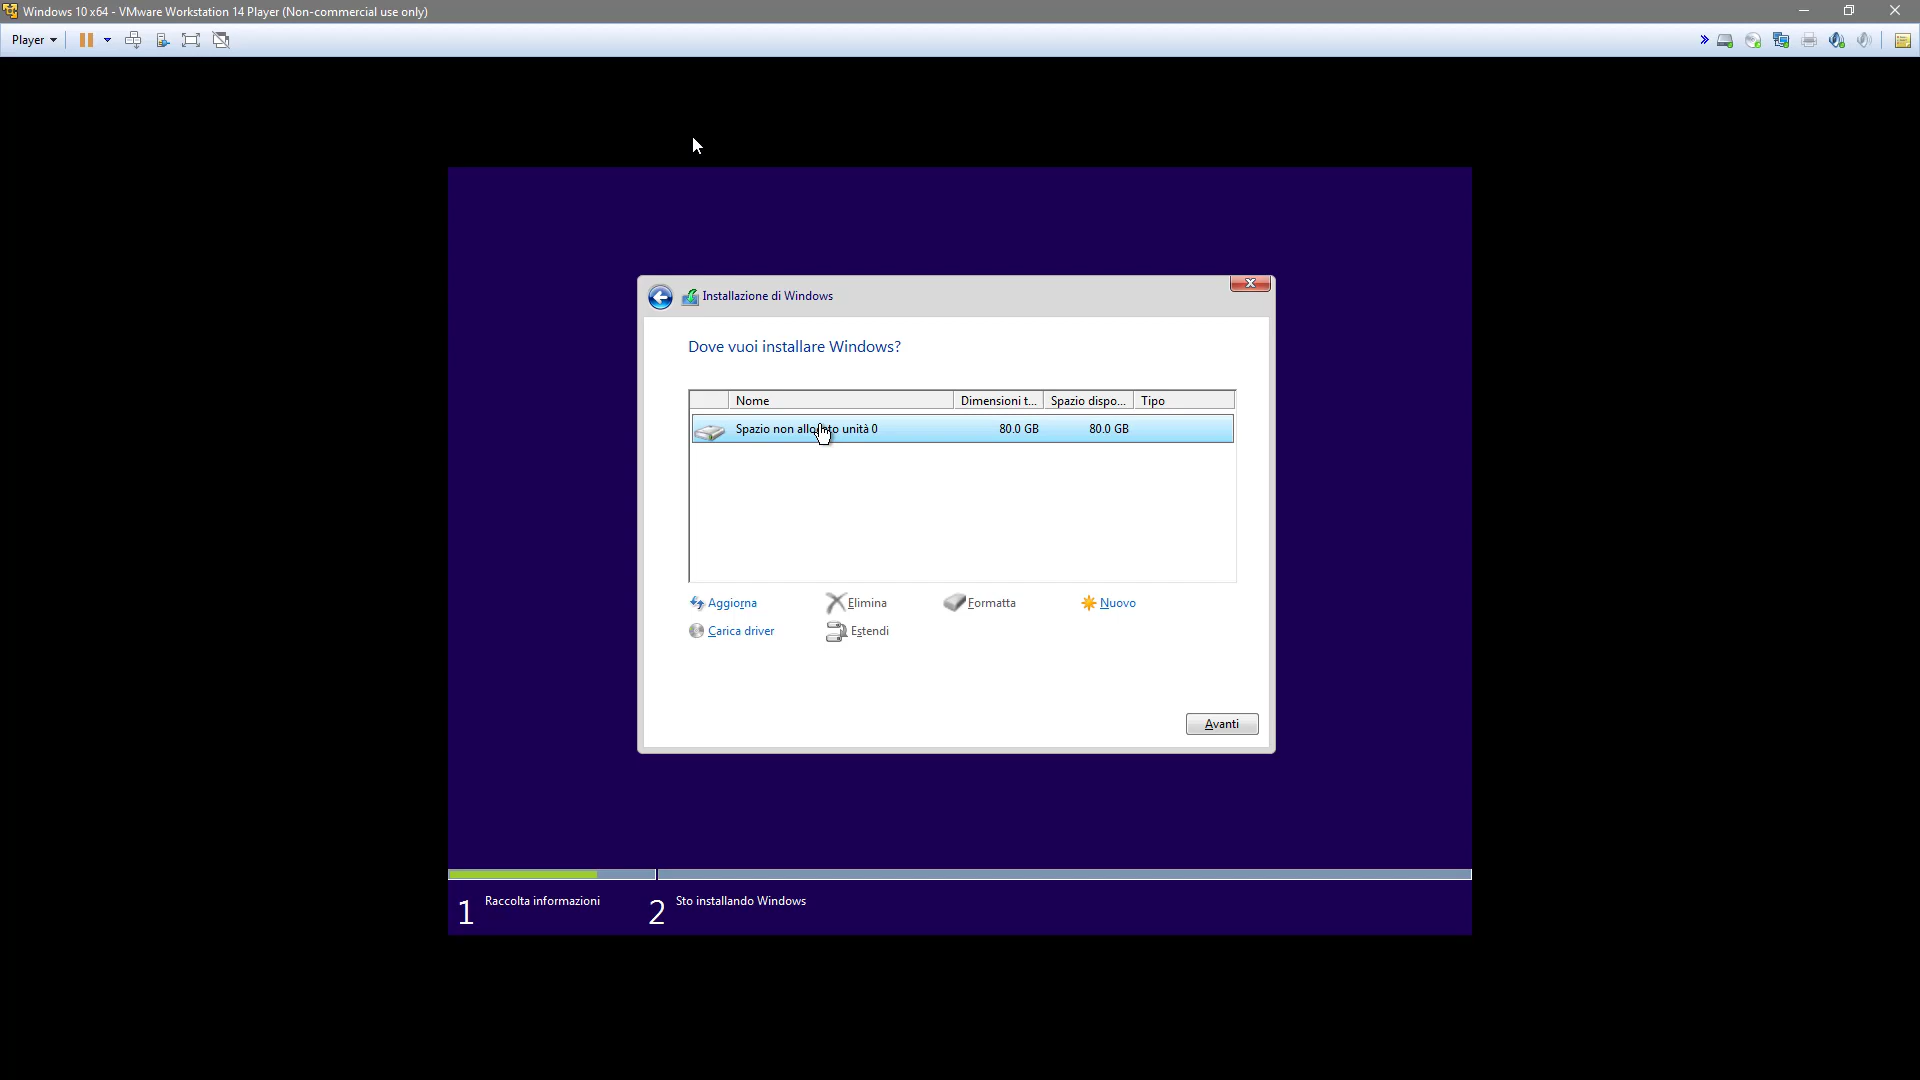 Windows 10 x64 - VMware Workstation 14 Player (Non-commercial use only)
Player
Installazione di Windows
Dove vuoi installare Windows?
Nome Dimensioni t... Spazio dispo... Tipo
Spazio non unità 0 80.0 GB 80.0 GB
Aggiorna Elimina Formatta Nuovo
Carica driver Estendi
Avanti
1 Raccolta informazioni 2 Sto installando Windows